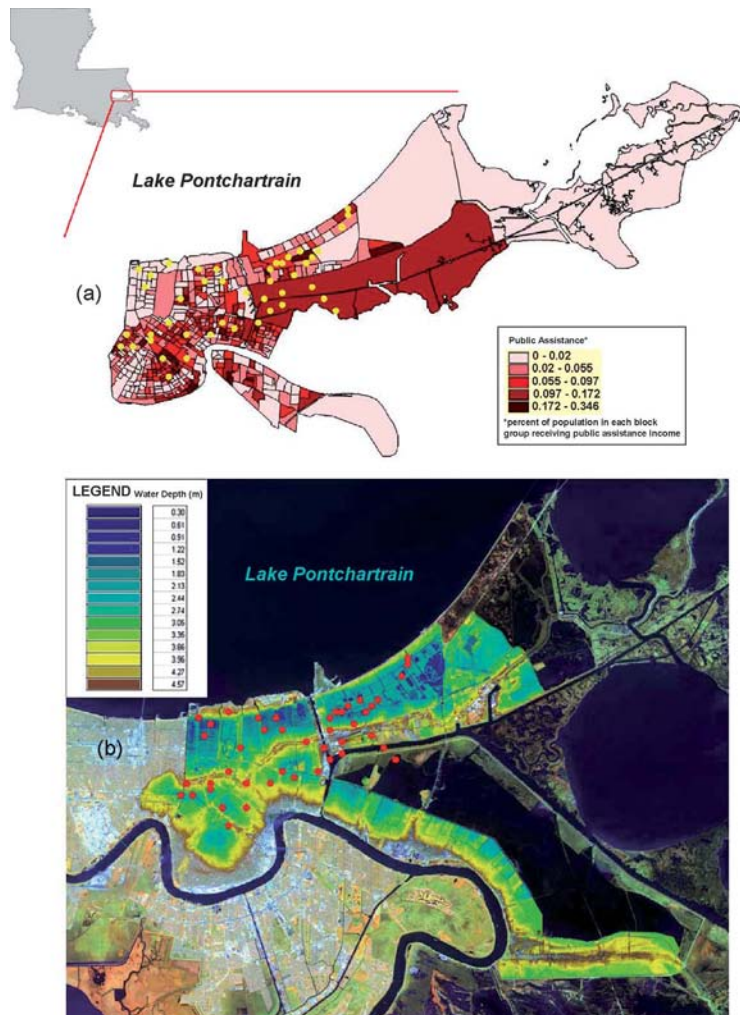 Lake Pontchartrain
(a)
Public Assistance*
0 - 0.02
0.02 - 0.055
0.055 - 0.097
0.097 - 0.172
0.172 - 0.346
*percent of population in each block
group receiving public assistance income
LEGEND Water Depth (m)
0.30
0.61
0.91
1.22
1.52
1.83
2.13
2.44
2.74
3.05
3.36
3.66
3.96
4.27
4.57
Lake Pontchartrain
(b)